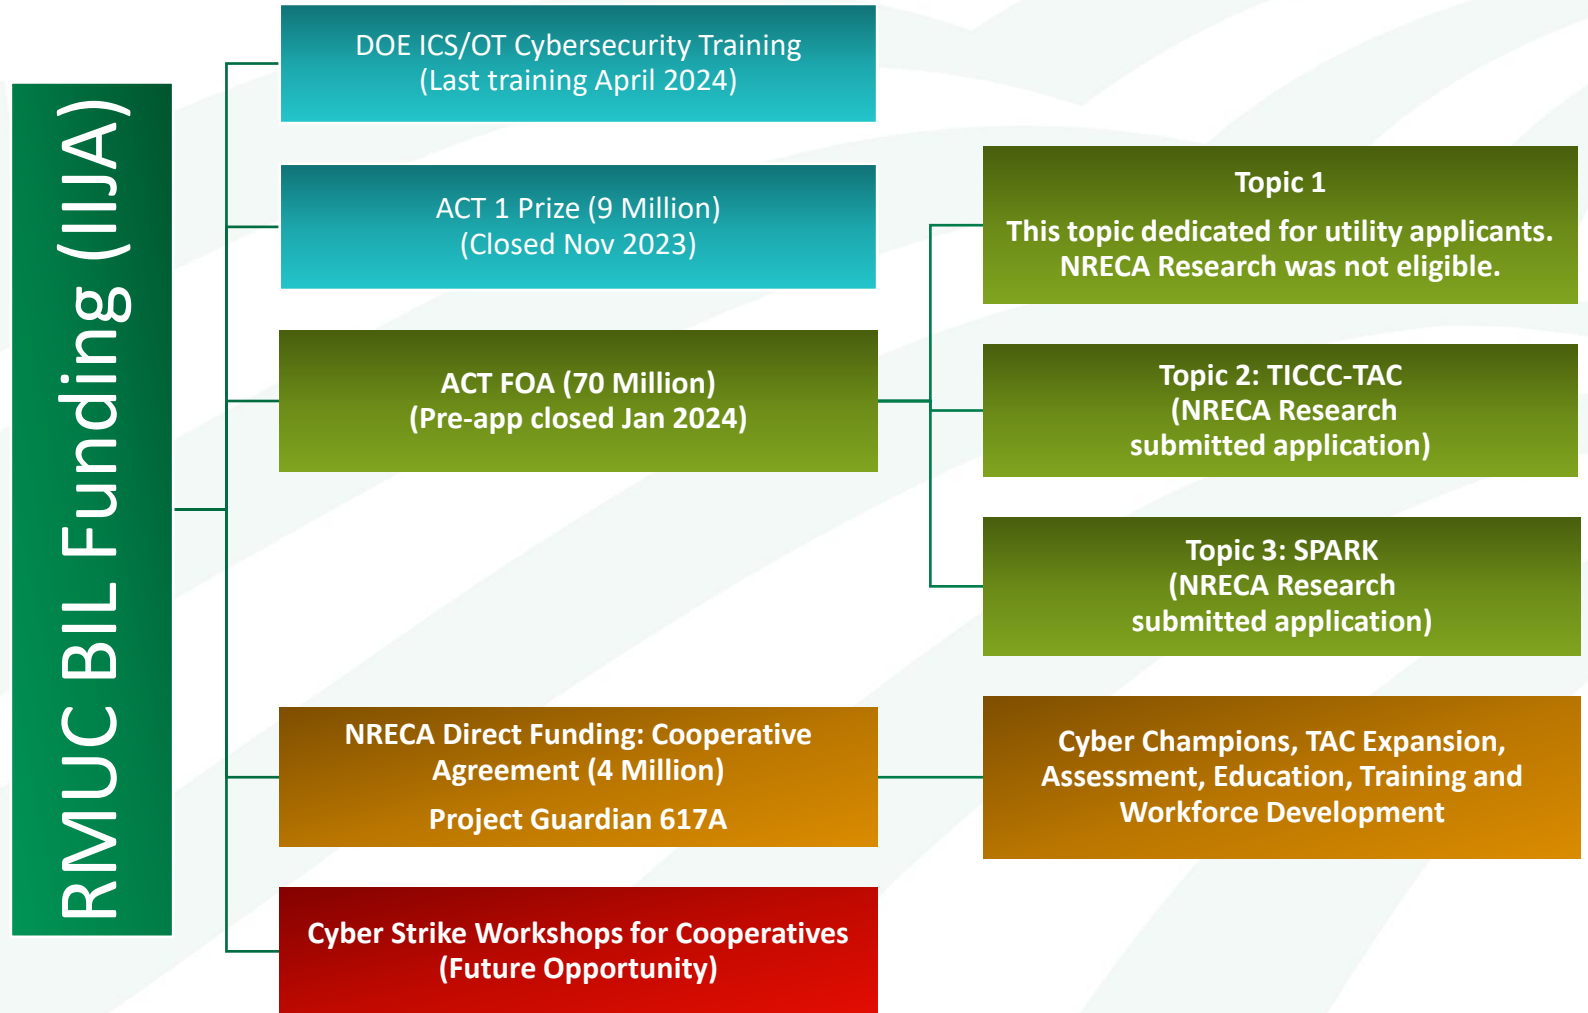 RMUC BIL Funding (IIJA)
DOE ICS/OT Cybersecurity Training
(Last training April 2024)
ACT 1 Prize (9 Million)
(Closed Nov 2023)
ACT FOA (70 Million)
(Pre-app closed Jan 2024)
Topic 1
This topic dedicated for utility applicants.
NRECA Research was not eligible.
Topic 2: TICCC-TAC
(NRECA Research
submitted application)
Topic 3: SPARK
(NRECA Research
submitted application)
NRECA Direct Funding: Cooperative
Agreement (4 Million)
Project Guardian 617A
Cyber Champions, TAC Expansion,
Assessment, Education, Training and
Workforce Development
Cyber Strike Workshops for Cooperatives
(Future Opportunity)